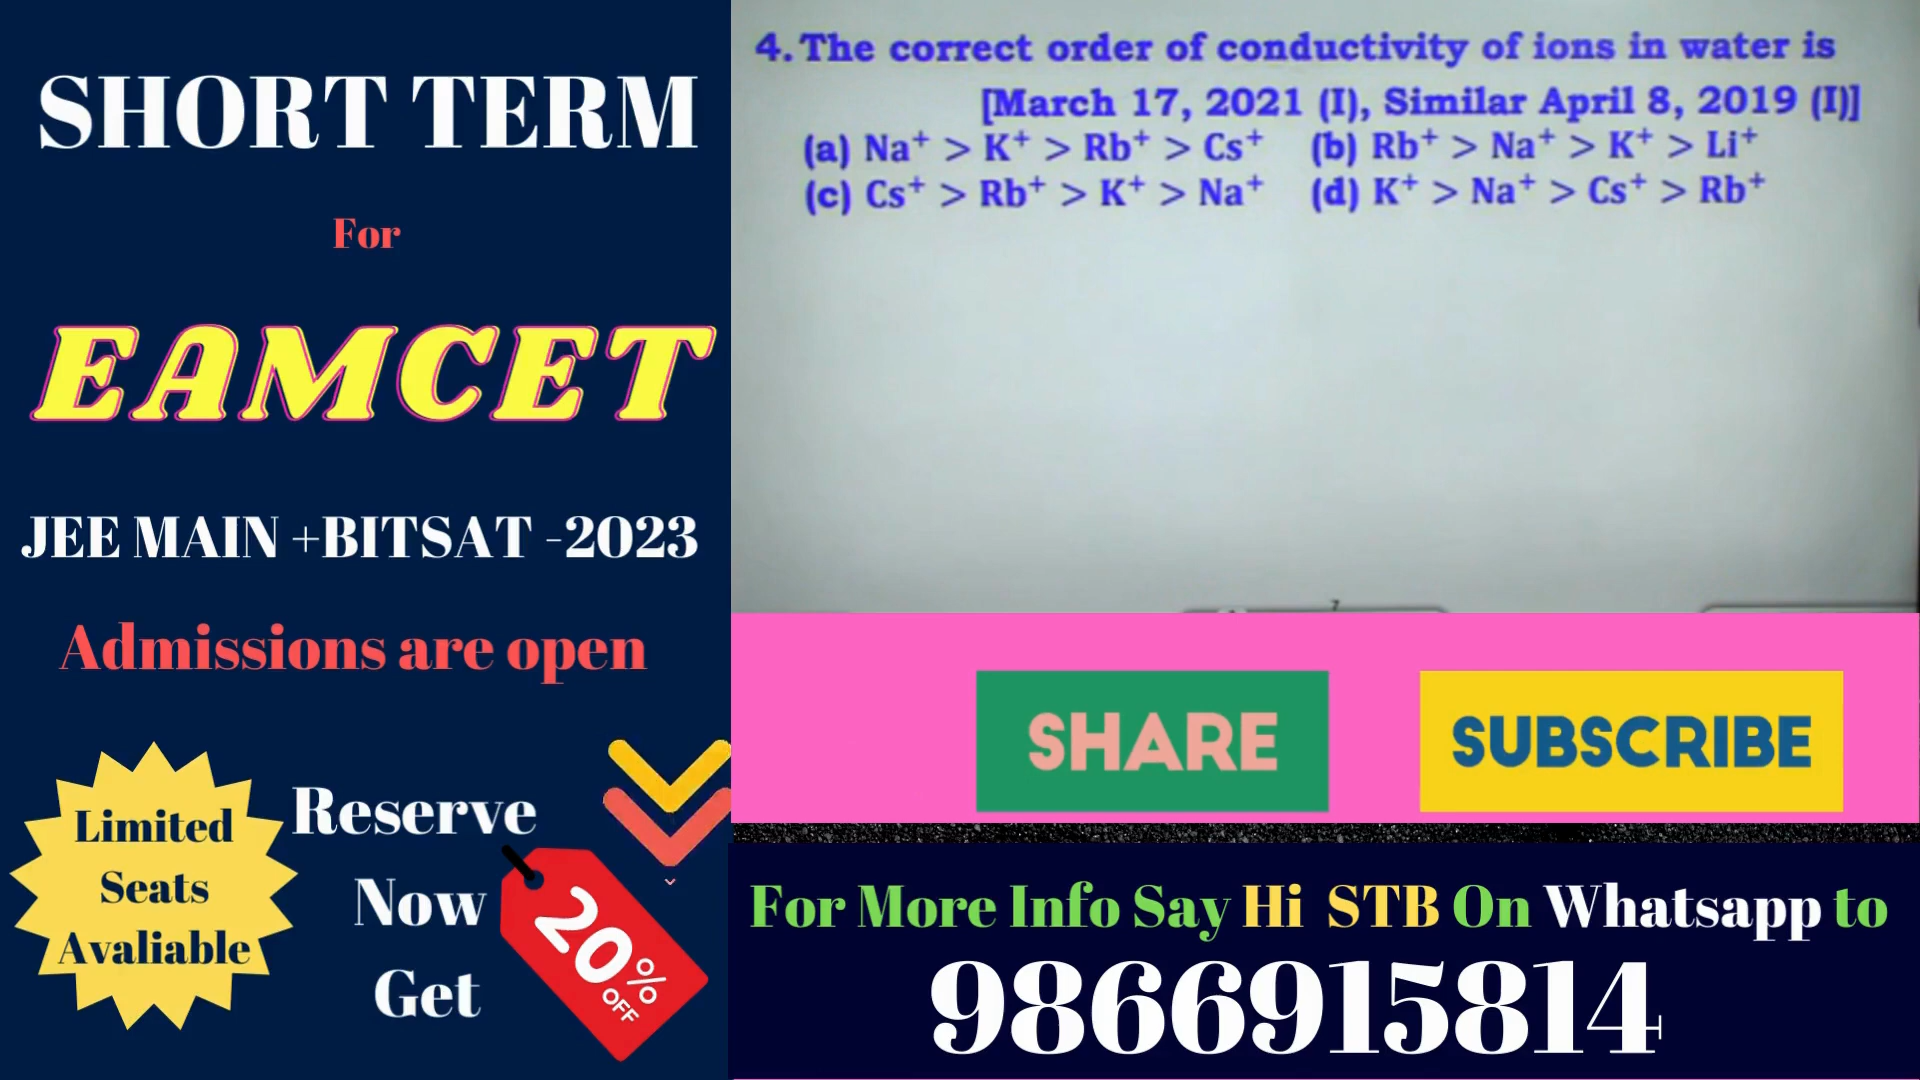 SHORT TERM
For
EAMCET
JEE MAIN +BITSAT -2023
Admissions are open
Limited
Seats
Avaliable
Reserve
Now
Get
20%
OFF
4. The correct order of conductivity of ions in water is
[March 17, 2021 (I), Similar April 8, 2019 (I)]
(a) Na⁺ > K⁺ > Rb⁺ > Cs⁺ (b) Rb⁺ > Na⁺ > K⁺ > Li⁺
(c) Cs⁺ > Rb⁺ > K⁺ > Na⁺ (d) K⁺ > Na⁺ > Cs⁺ > Rb⁺
SHARE
SUBSCRIBE
For More Info Say Hi STB On Whatsapp to
9866915814